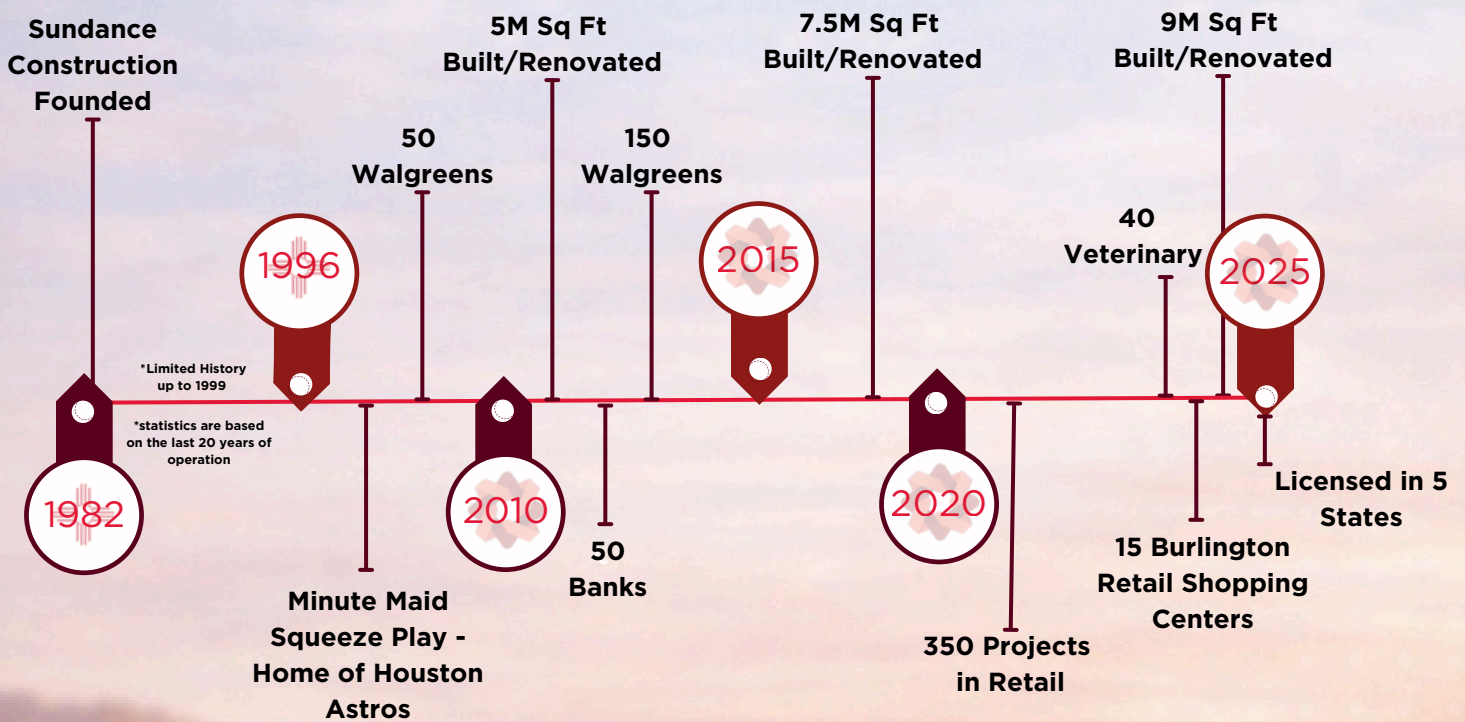 Sundance
Construction
Founded
5M Sq Ft
Built/Renovated
7.5M Sq Ft
Built/Renovated
9M Sq Ft
Built/Renovated
50
Walgreens
150
Walgreens
40
Veterinary
1996
2015
2025
*Limited History
up to 1999
*statistics are based
on the last 20 years of
operation
1982
2010
2020
50
Banks
Minute Maid
Squeeze Play -
Home of Houston
Astros
350 Projects
in Retail
15 Burlington
Retail Shopping
Centers
Licensed in 5
States